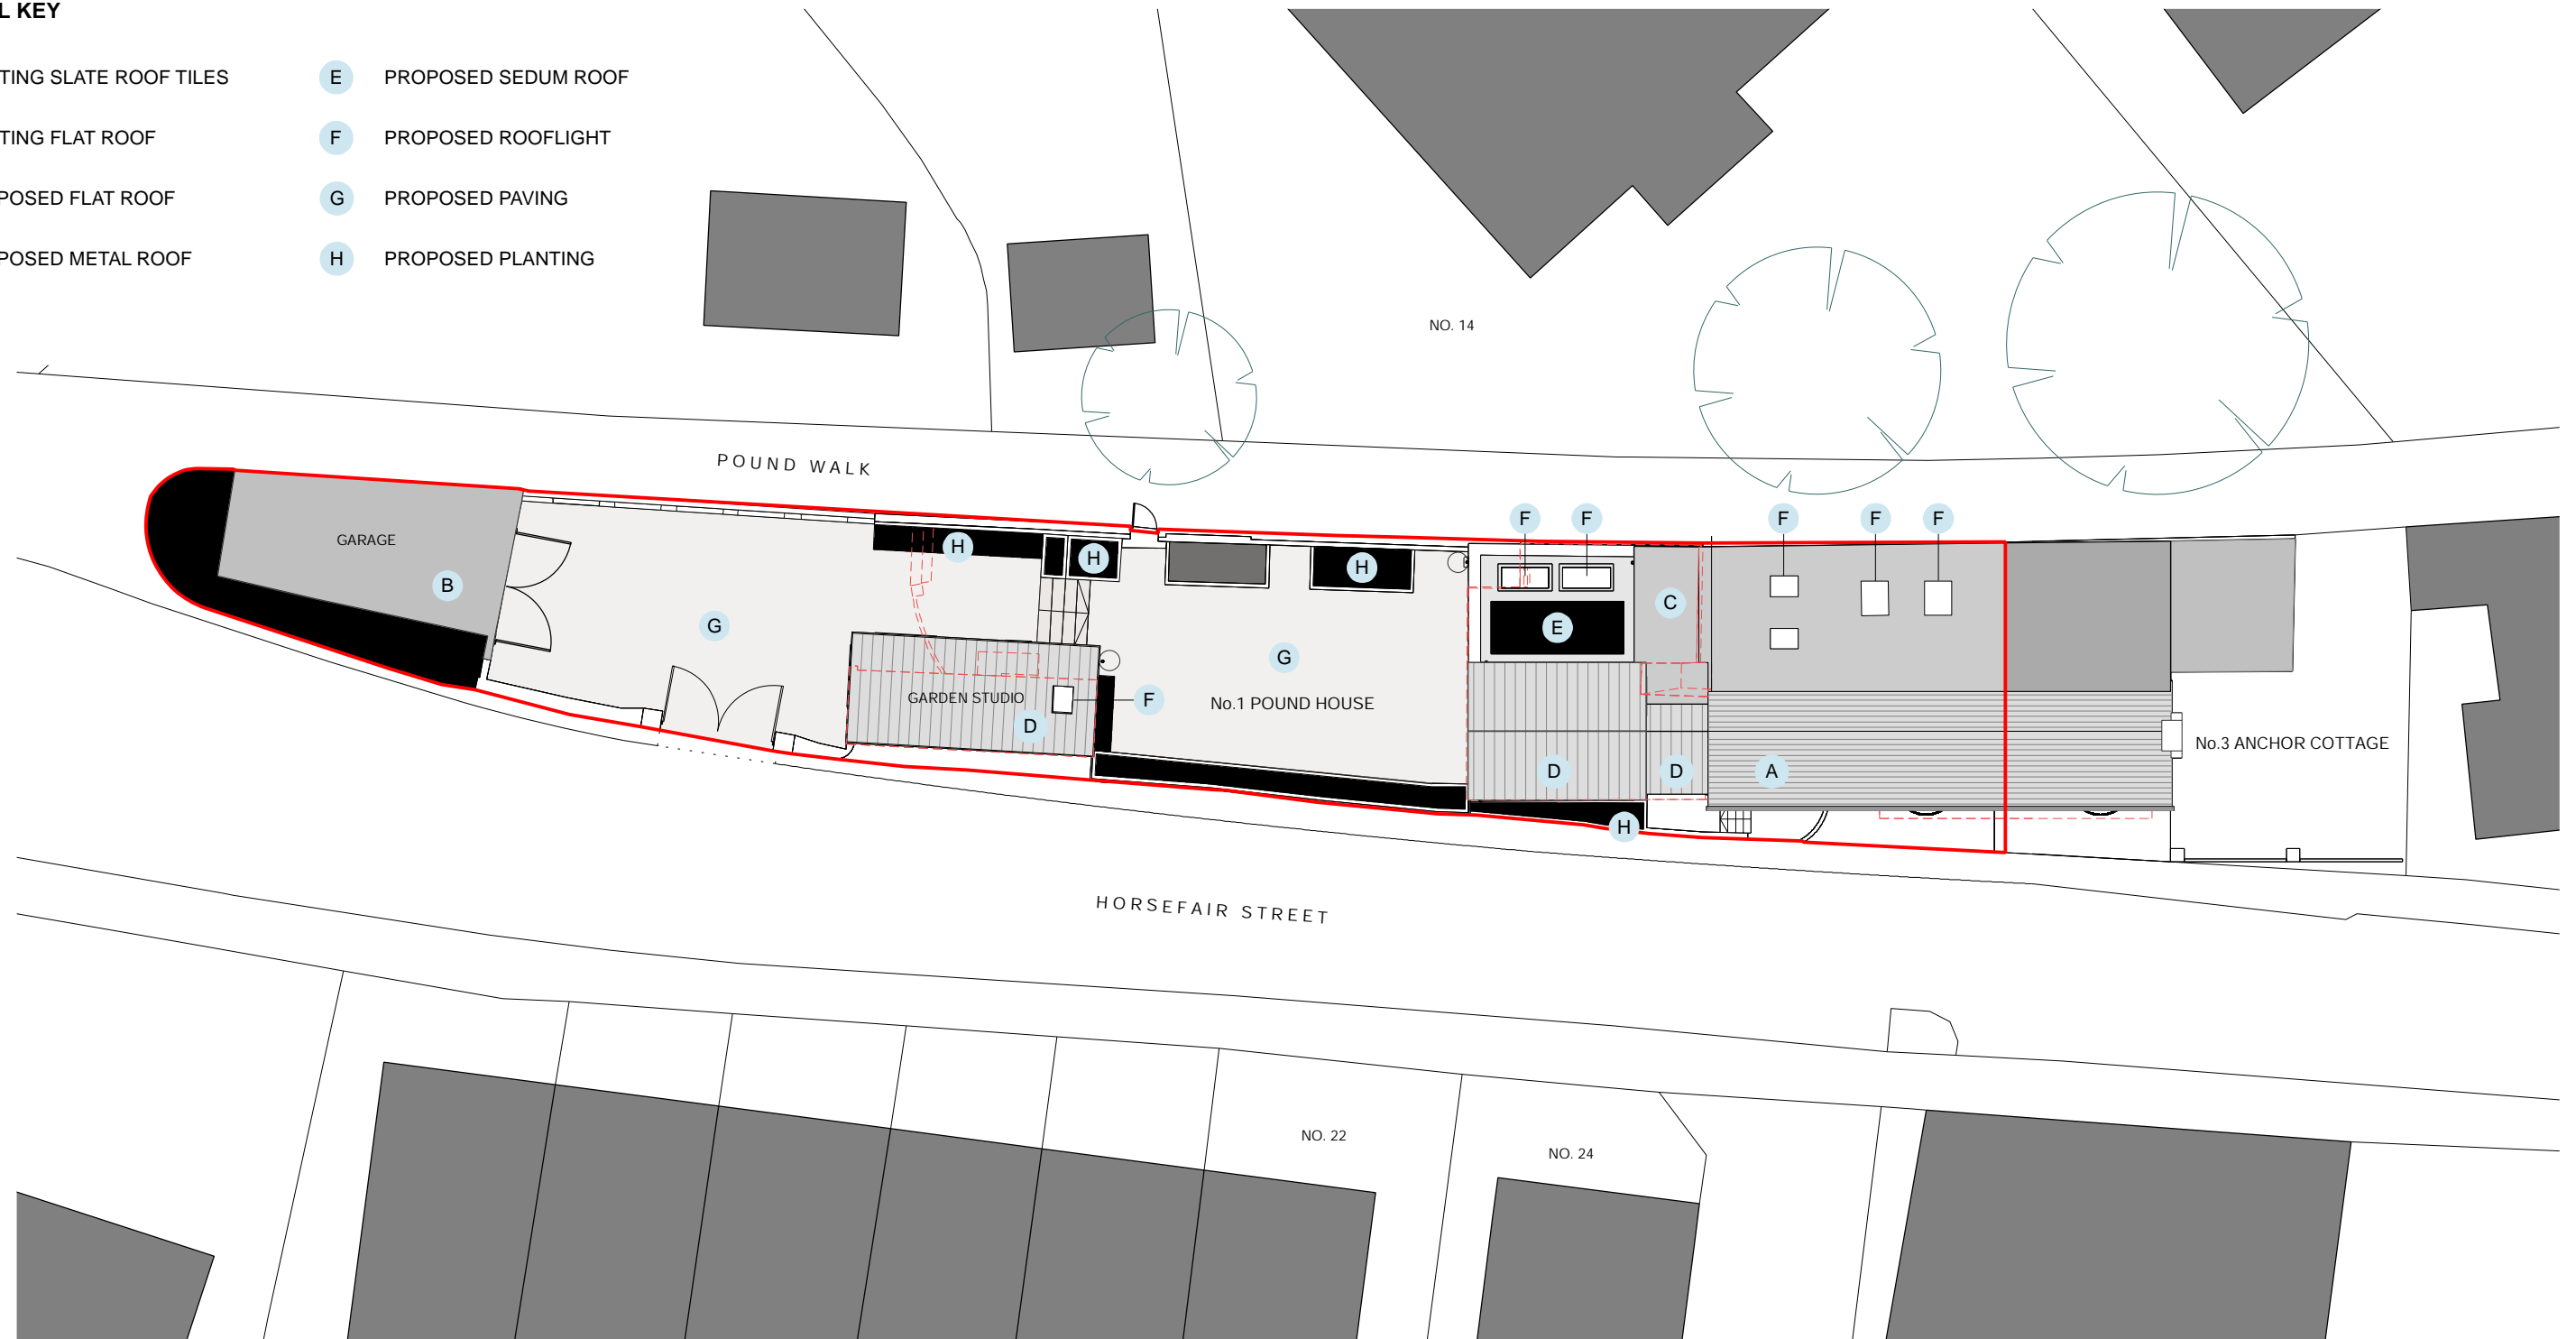 L KEY
TING SLATE ROOF TILES
E PROPOSED SEDUM ROOF
TING FLAT ROOF
F PROPOSED ROOFLIGHT
POSED FLAT ROOF
G PROPOSED PAVING
POSED METAL ROOF
H PROPOSED PLANTING
NO. 14
POUND WALK
F F F F F
GARAGE
H H H
B
C
G
E
G
GARDEN STUDIO
F
No.1 POUND HOUSE
D
No.3 ANCHOR COTTAGE
D D A
H
HORSEFAIR STREET
NO. 22
NO. 24